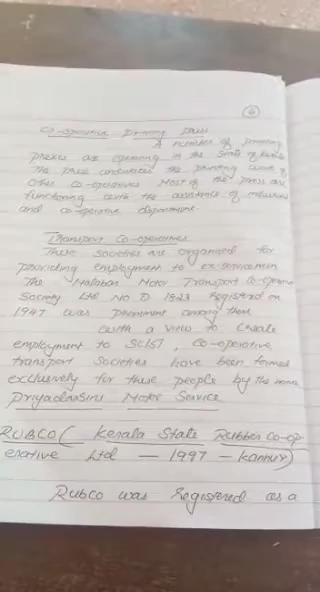 6
Co-operative Printing Press
A number of printing
presses are operating in the State of Kerala
The press undertakes the printing work of
other co-operatives Most of the press are
functioning with the assistance of industries
and co-operative department.
Transport Co-operatives
These societies are organised for
providing employment to ex-servicemen
The Malabar Motor Transport Co-operative
Society Ltd No D 1523 Registered in
1947 was prominent among them
with a view to create
employment to SC/ST, Co-operative
transport Societies have been formed
exclusively for these people by the name
Priyadarsini Motor Service
RUBCO ( Kerala State Rubber Co-op-
erative Ltd — 1997 - Kannur)
Rubco was Registered as a